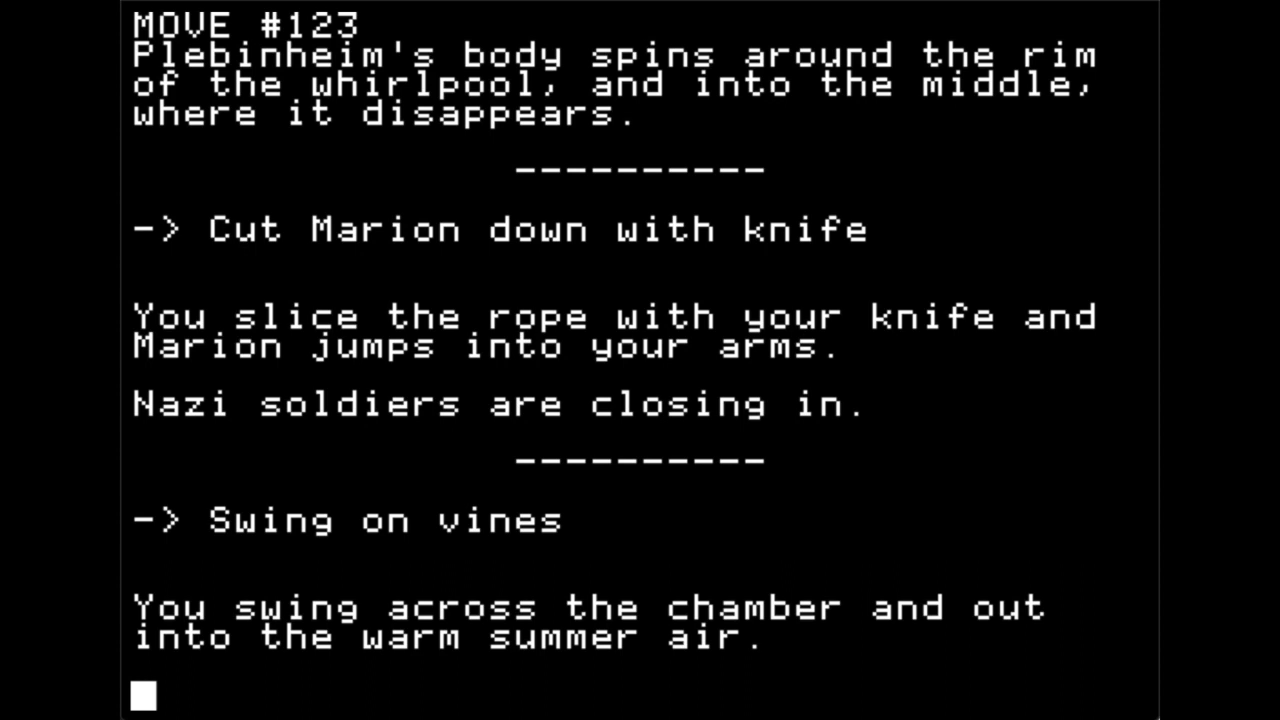 MOVE #123
Plebinheim's body spins around the rim
of the whirlpool, and into the middle,
where it disappears.
----------
-> Cut Marion down with knife
You slice the rope with your knife and
Marion jumps into your arms.
Nazi soldiers are closing in.
----------
-> Swing on vines
You swing across the chamber and out
into the warm summer air.